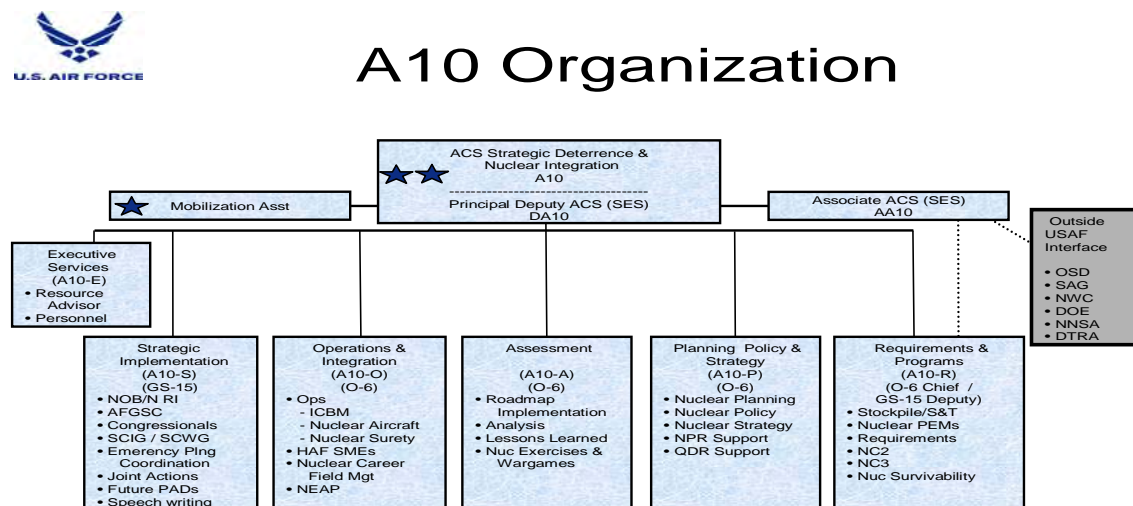 U.S. AIR FORCE
A10 Organization
ACS Strategic Deterrence &
Nuclear Integration
A10
----------------------------------
Principal Deputy ACS (SES)
DA10
Mobilization Asst
Associate ACS (SES)
AA10
Outside
USAF
Interface
• OSD
• SAG
• NWC
• DOE
• NNSA
• DTRA
Executive
Services
(A10-E)
• Resource
Advisor
• Personnel
Strategic
Implementation
(A10-S)
(GS-15)
• NOB/N RI
• AFGSC
• Congressionals
• SCIG / SCWG
• Emerency Plng
Coordination
• Joint Actions
• Future PADs
• Speech writing
Operations &
Integration
(A10-O)
(O-6)
• Ops
- ICBM
- Nuclear Aircraft
- Nuclear Surety
• HAF SMEs
• Nuclear Career
Field Mgt
• NEAP
Assessment
(A10-A)
(O-6)
• Roadmap
Implementation
• Analysis
• Lessons Learned
• Nuc Exercises &
Wargames
Planning Policy &
Strategy
(A10-P)
(O-6)
• Nuclear Planning
• Nuclear Policy
• Nuclear Strategy
• NPR Support
• QDR Support
Requirements &
Programs
(A10-R)
(O-6 Chief /
GS-15 Deputy)
• Stockpile/S&T
• Nuclear PEMs
• Requirements
• NC2
• NC3
• Nuc Survivability